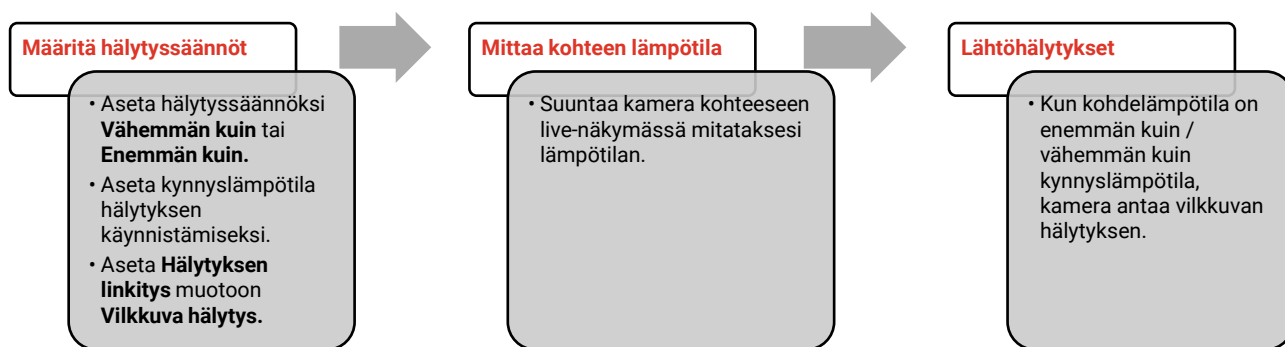 Määritä hälytyssäännöt
• Aseta hälytyssäännöksi
Vähemmän kuin tai
Enemmän kuin.
• Aseta kynnyslämpötila
hälytyksen
käynnistämiseksi.
• Aseta Hälytyksen
linkitys muotoon
Vilkkuva hälytys.
Mittaa kohteen lämpötila
• Suuntaa kamera kohteeseen
live-näkymässä mitataksesi
lämpötilan.
Lähtöhälytykset
• Kun kohdelämpötila on
enemmän kuin /
vähemmän kuin
kynnyslämpötila,
kamera antaa vilkkuvan
hälytyksen.